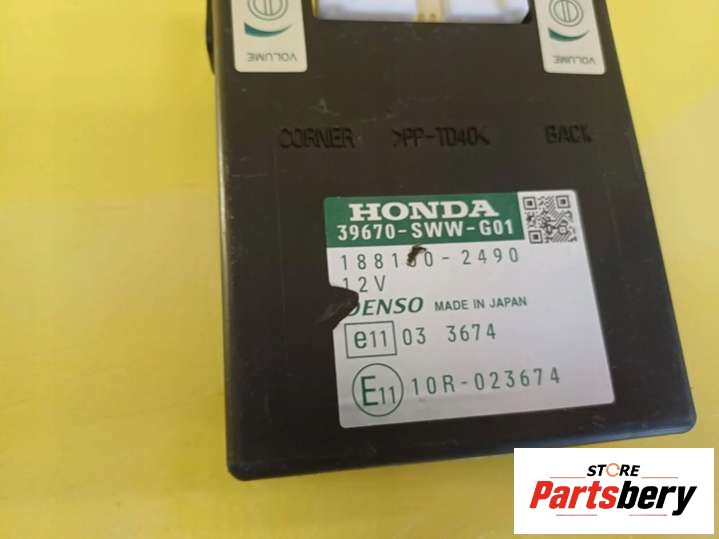 VOLUME VOLUME
CORNER >PP-TD40< BACK
HONDA
39670-SWW-G01
188100-2490
12V
DENSO MADE IN JAPAN
e11 03 3674
E11 10R-023674
STORE
Partsbery